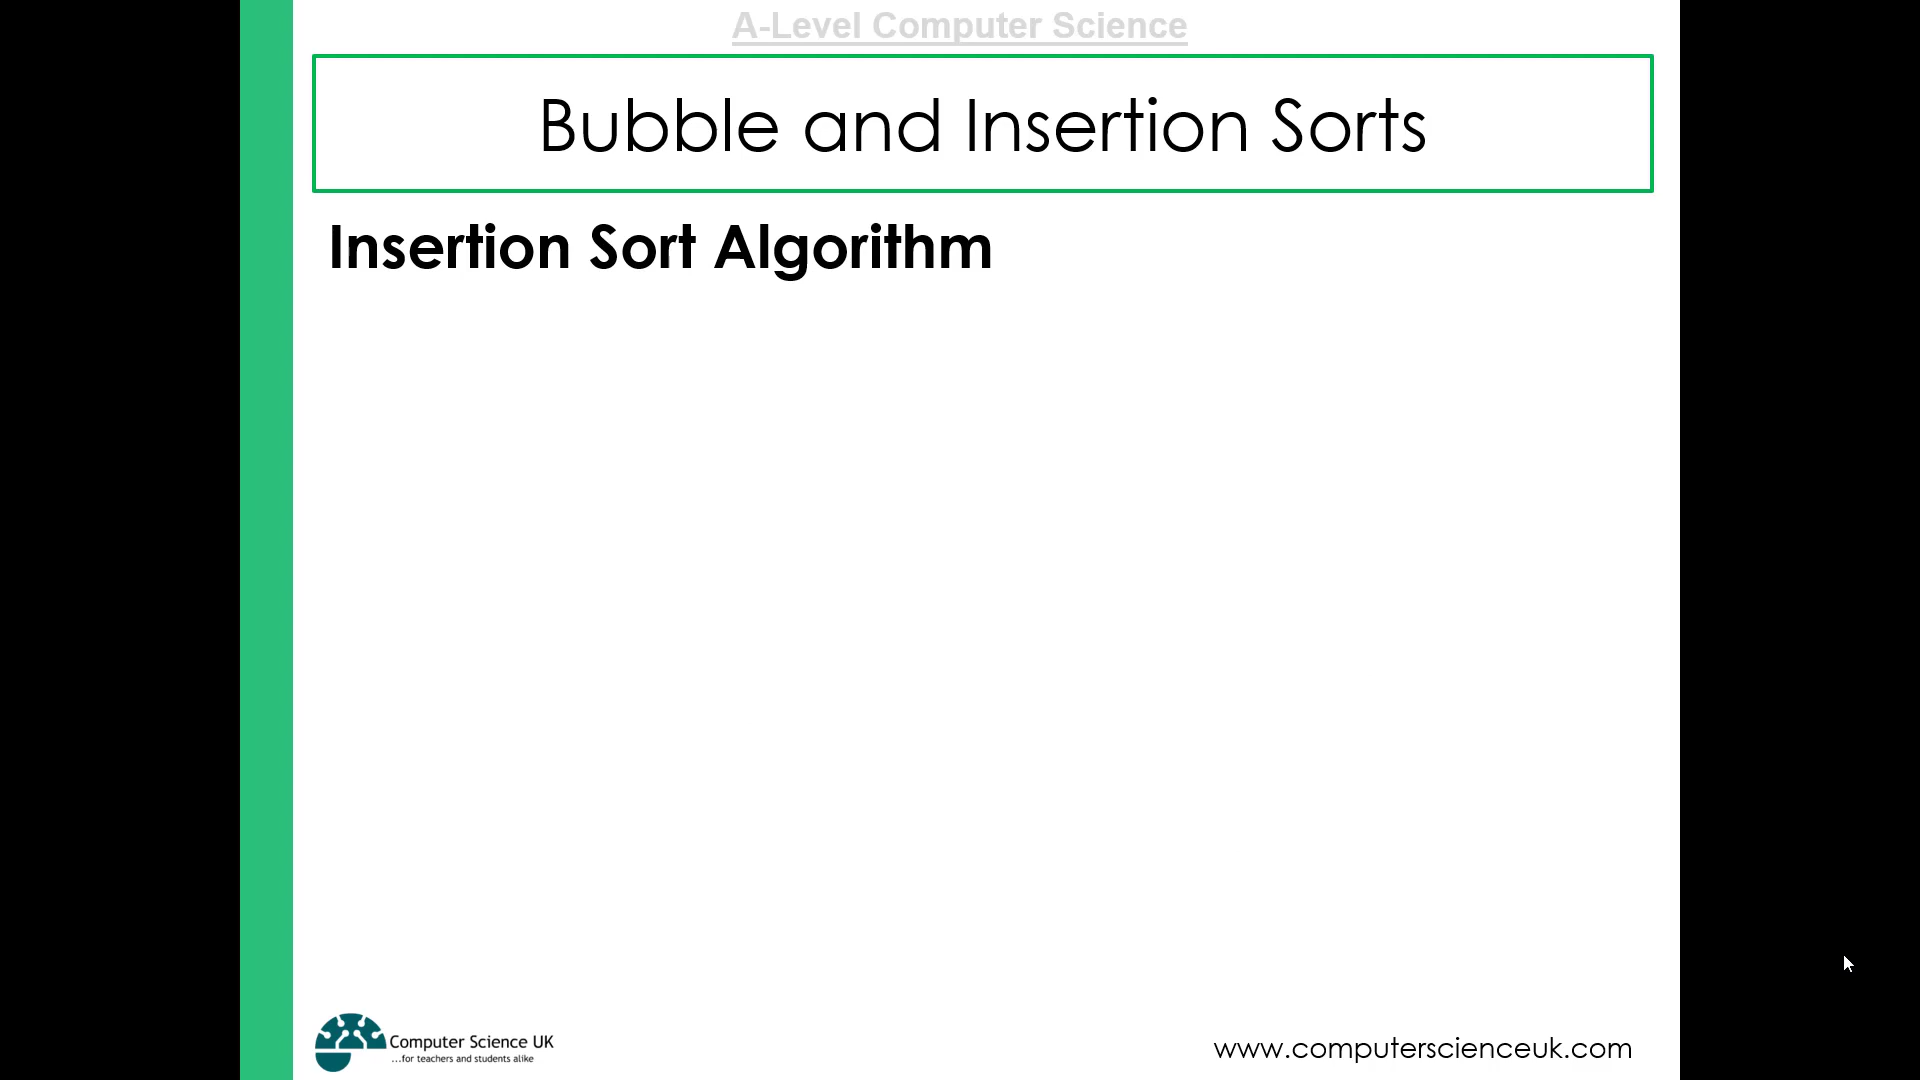 A-Level Computer Science
Bubble and Insertion Sorts
Insertion Sort Algorithm
Computer Science UK
...for teachers and students alike
www.computerscienceuk.com